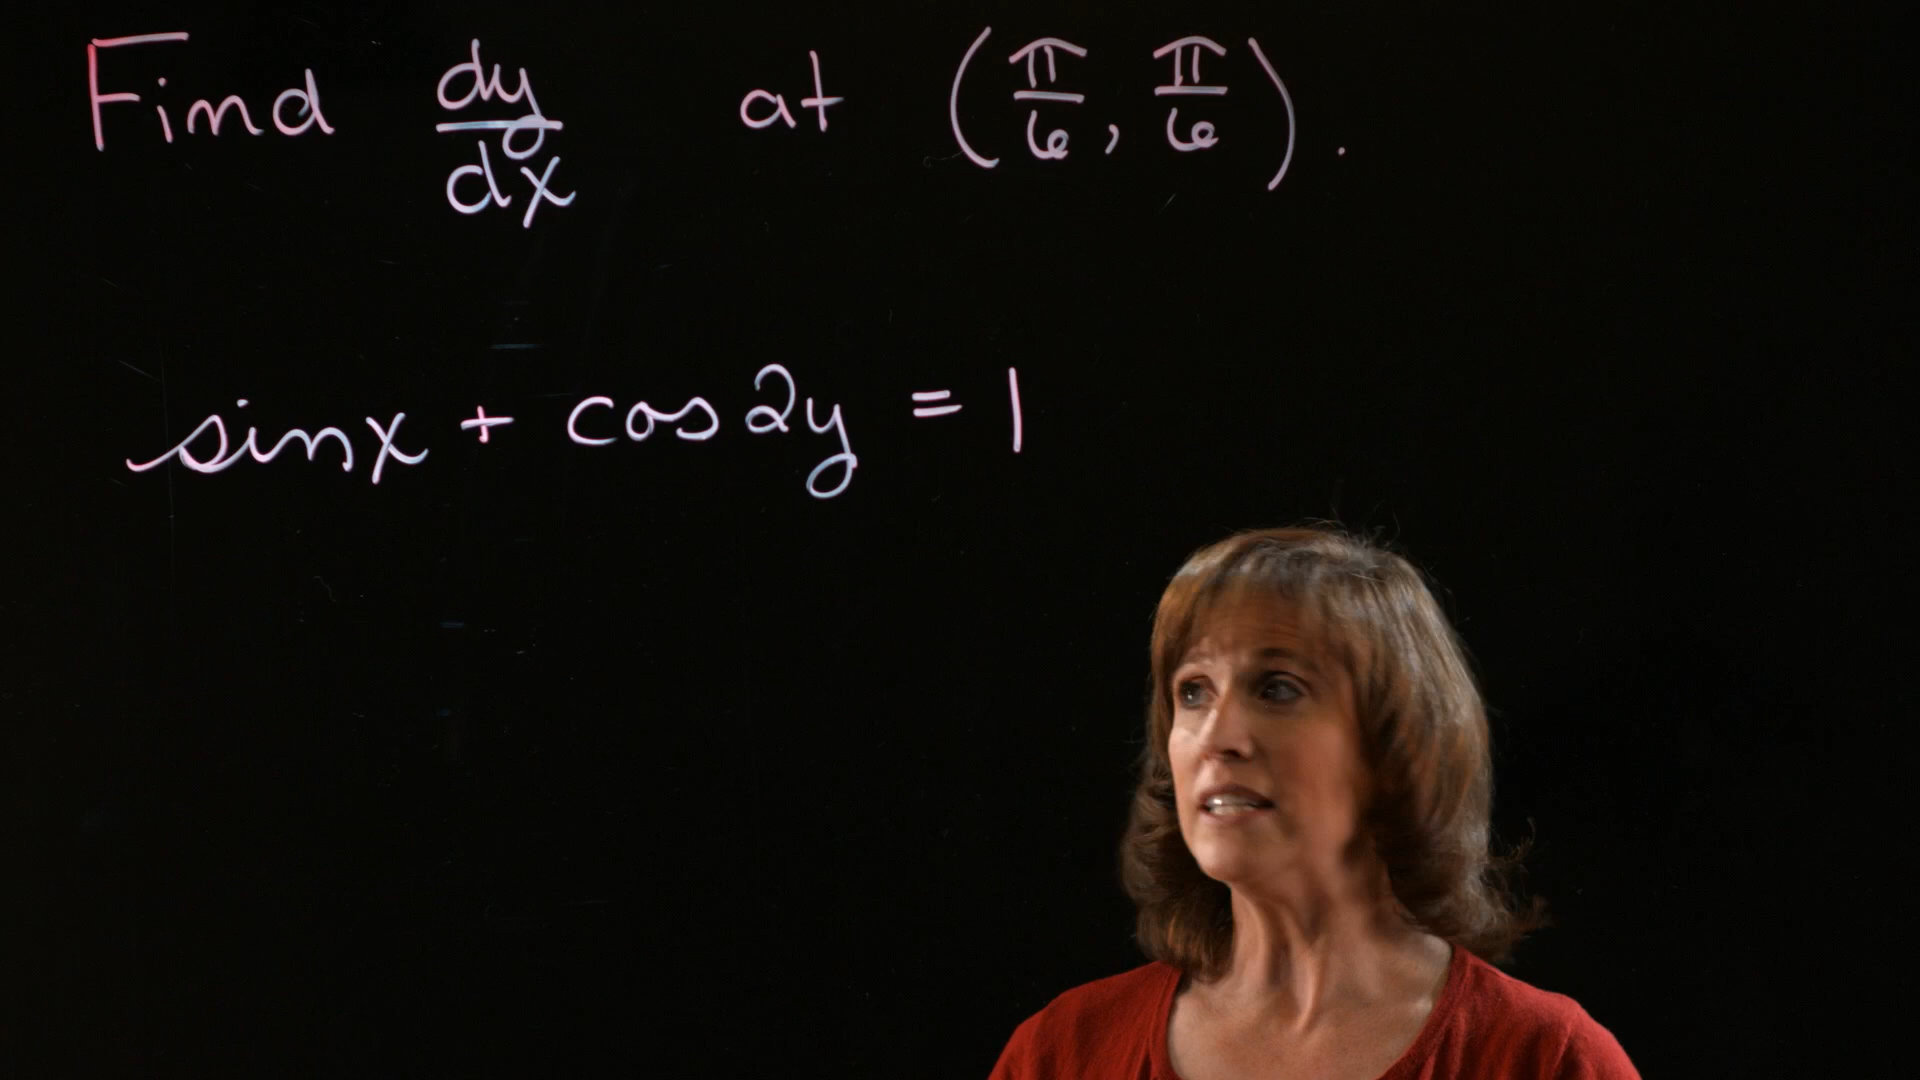 Find dy/dx at (π/6, π/6).
sinx + cos2y = 1